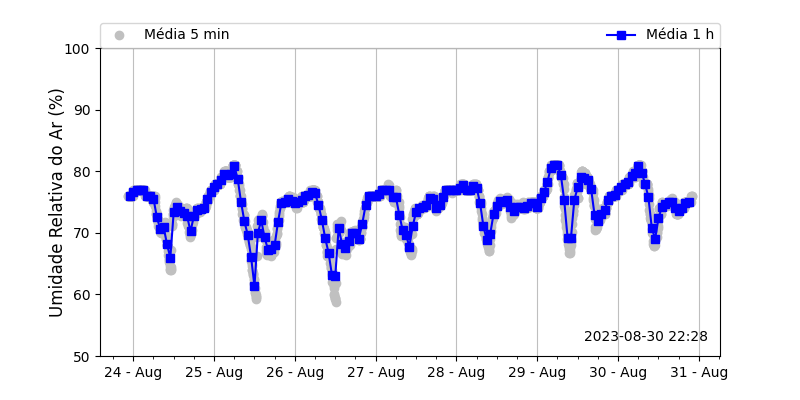 Média 5 min
Média 1 h
Umidade Relativa do Ar (%)
100
90
80
70
60
50
2023-08-30 22:28
24 - Aug
25 - Aug
26 - Aug
27 - Aug
28 - Aug
29 - Aug
30 - Aug
31 - Aug